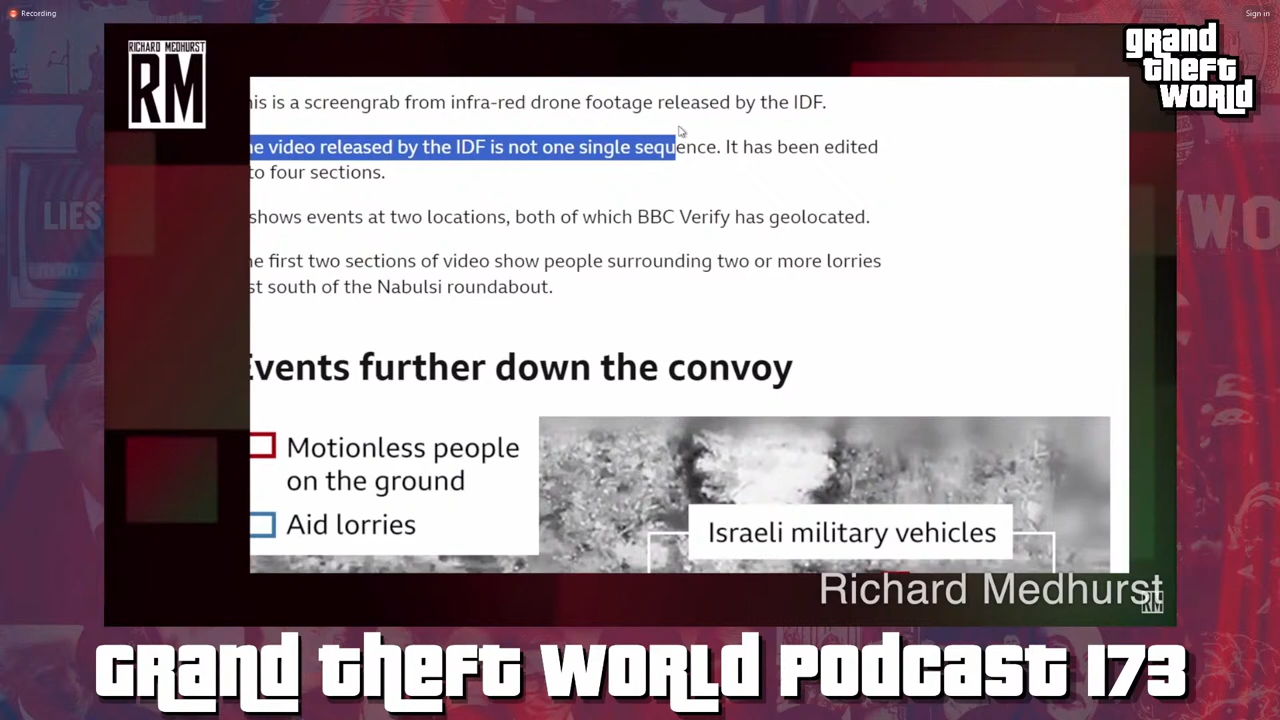 Recording
Sign in
RICHARD MEDHURST
RM
grand
theft
WORLD
LIES
his is a screengrab from infra-red drone footage released by the IDF.
e video released by the IDF is not one single sequence. It has been edited
to four sections.
shows events at two locations, both of which BBC Verify has geolocated.
e first two sections of video show people surrounding two or more lorries
st south of the Nabulsi roundabout.
Events further down the convoy
Motionless people
on the ground
Aid lorries
Israeli military vehicles
Richard Medhurst
RM
Grand theft WORLD PODCAST 173